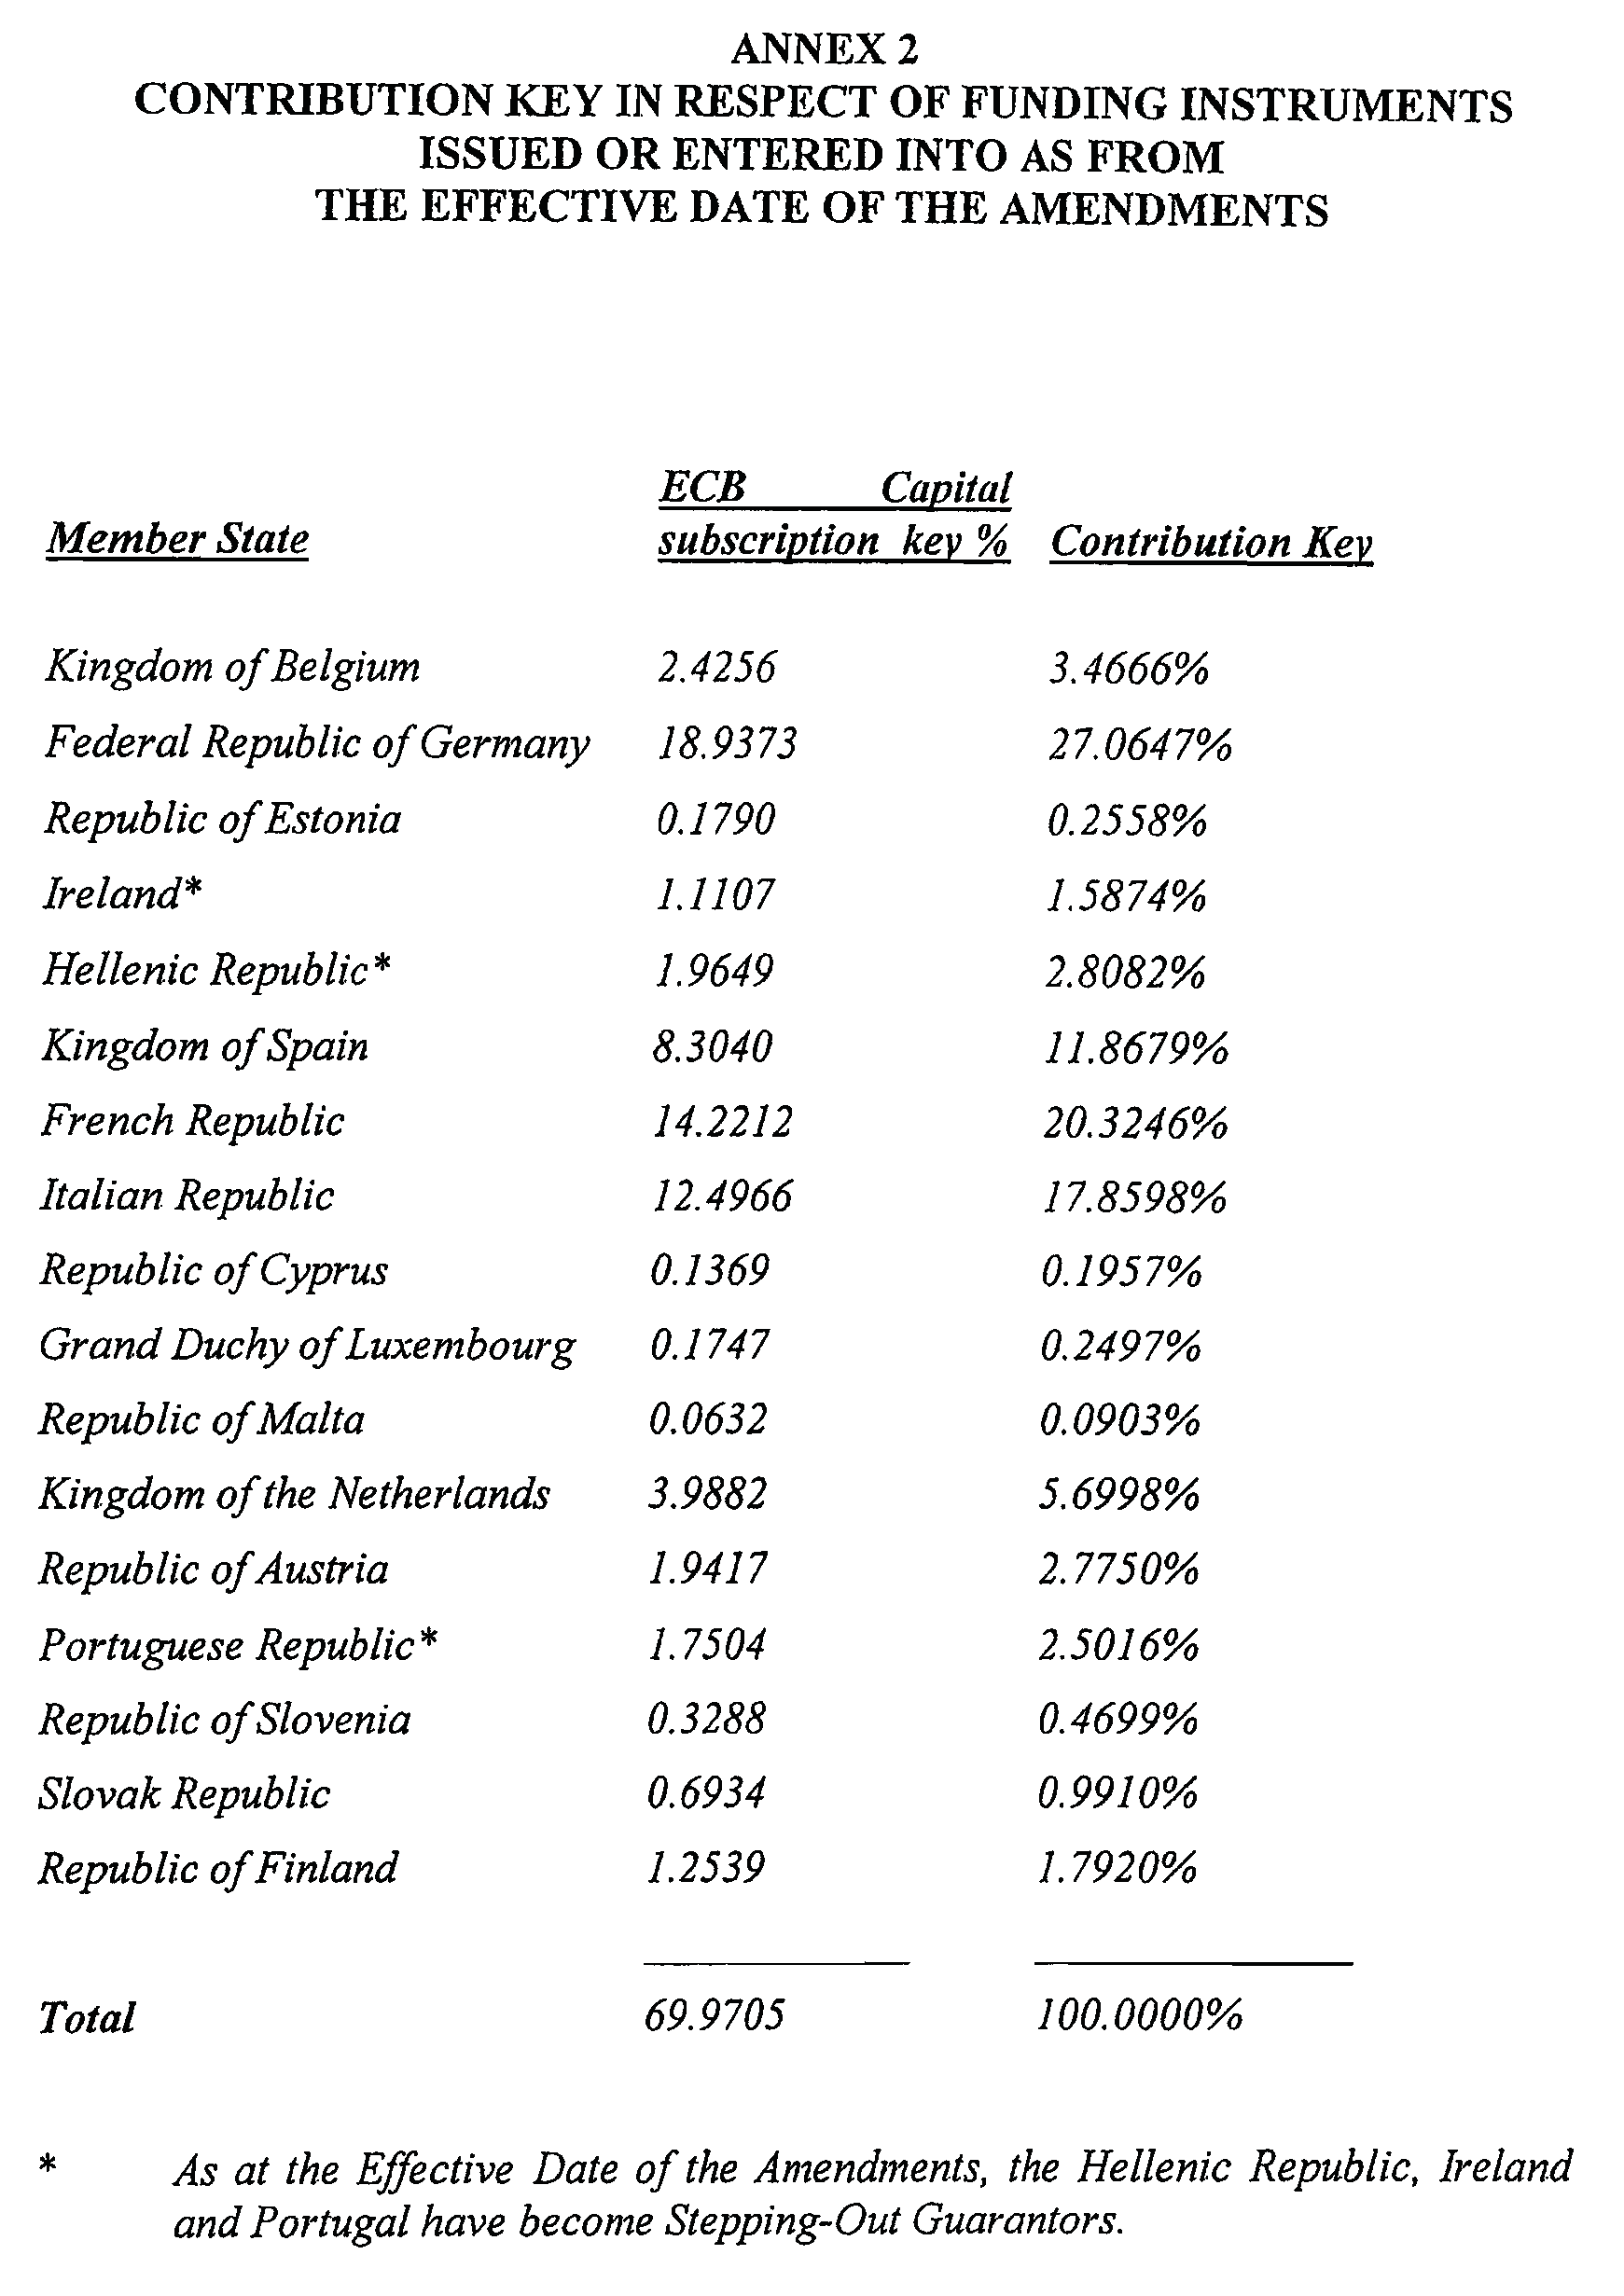 ANNEX 2
CONTRIBUTION KEY IN RESPECT OF FUNDING INSTRUMENTS
ISSUED OR ENTERED INTO AS FROM
THE EFFECTIVE DATE OF THE AMENDMENTS
Member State ECB Capital subscription key % Contribution Key
Kingdom of Belgium 2.4256 3.4666%
Federal Republic of Germany 18.9373 27.0647%
Republic of Estonia 0.1790 0.2558%
Ireland* 1.1107 1.5874%
Hellenic Republic* 1.9649 2.8082%
Kingdom of Spain 8.3040 11.8679%
French Republic 14.2212 20.3246%
Italian Republic 12.4966 17.8598%
Republic of Cyprus 0.1369 0.1957%
Grand Duchy of Luxembourg 0.1747 0.2497%
Republic of Malta 0.0632 0.0903%
Kingdom of the Netherlands 3.9882 5.6998%
Republic of Austria 1.9417 2.7750%
Portuguese Republic* 1.7504 2.5016%
Republic of Slovenia 0.3288 0.4699%
Slovak Republic 0.6934 0.9910%
Republic of Finland 1.2539 1.7920%
Total 69.9705 100.0000%
* As at the Effective Date of the Amendments, the Hellenic Republic, Ireland
and Portugal have become Stepping-Out Guarantors.